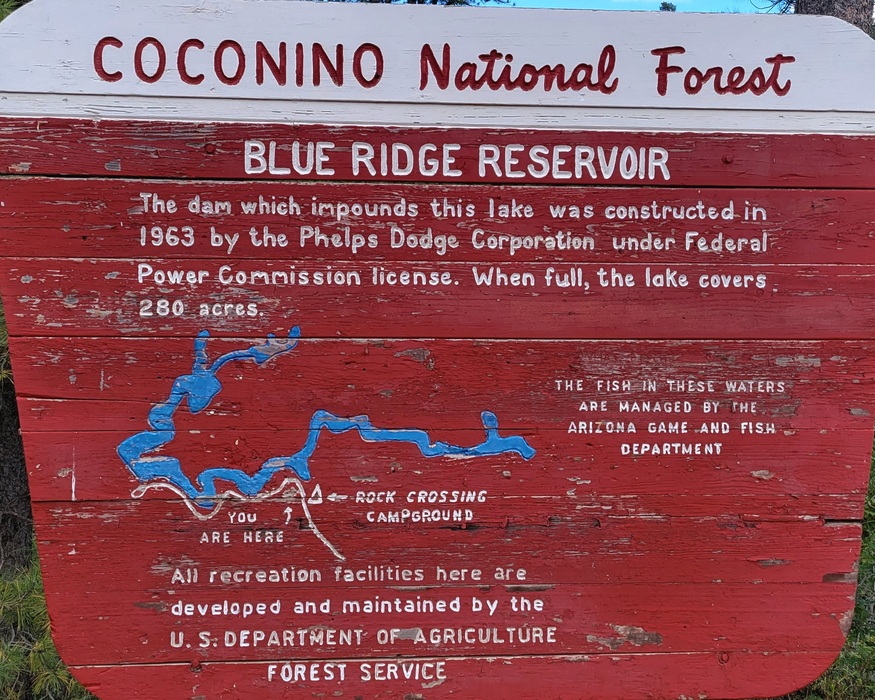 COCONINO National Forest
BLUE RIDGE RESERVOIR
The dam which impounds this lake was constructed in
1963 by the Phelps Dodge Corporation under Federal
Power Commission license. When full, the lake covers
280 acres.
THE FISH IN THESE WATERS
ARE MANAGED BY THE
ARIZONA GAME AND FISH
DEPARTMENT
← ROCK CROSSING
CAMPGROUND
YOU
ARE HERE
All recreation facilities here are
developed and maintained by the
U. S. DEPARTMENT OF AGRICULTURE
FOREST SERVICE